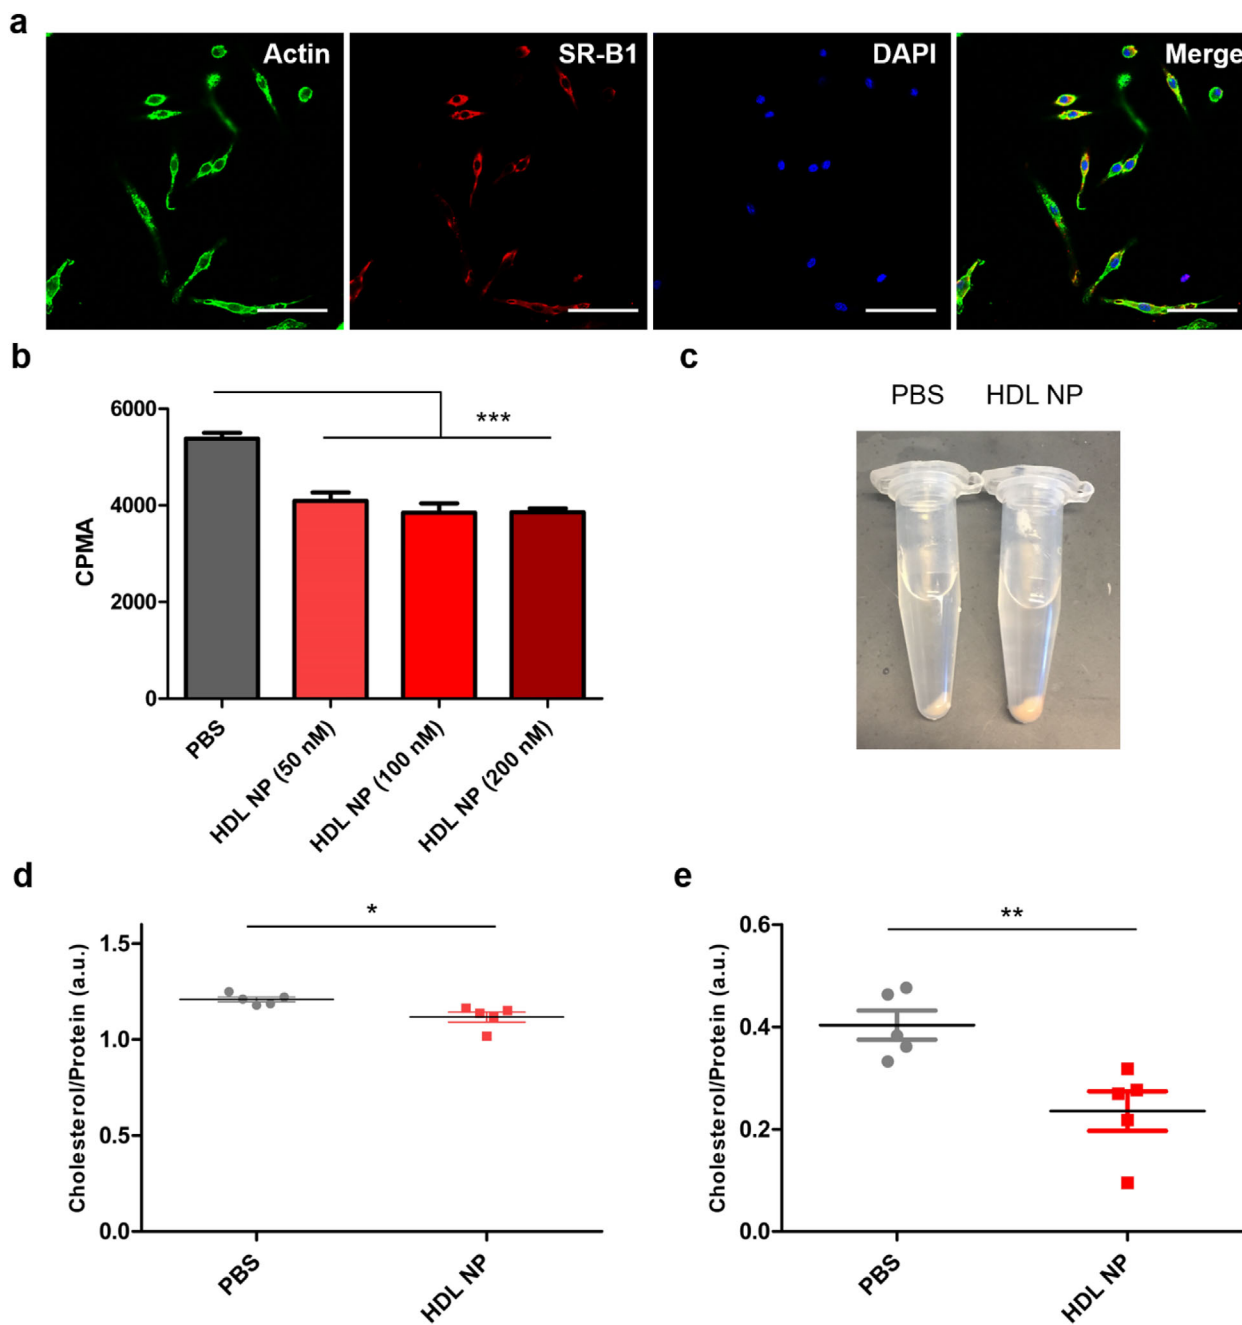 a
Actin
SR-B1
DAPI
Merge
b
6000
4000
2000
0
CPMA
***
PBS
HDL NP (50 nM)
HDL NP (100 nM)
HDL NP (200 nM)
c
PBS HDL NP
d
Cholesterol/Protein (a.u.)
1.5
1.0
0.5
0.0
*
PBS
HDL NP
e
Cholesterol/Protein (a.u.)
0.6
0.4
0.2
0.0
**
PBS
HDL NP